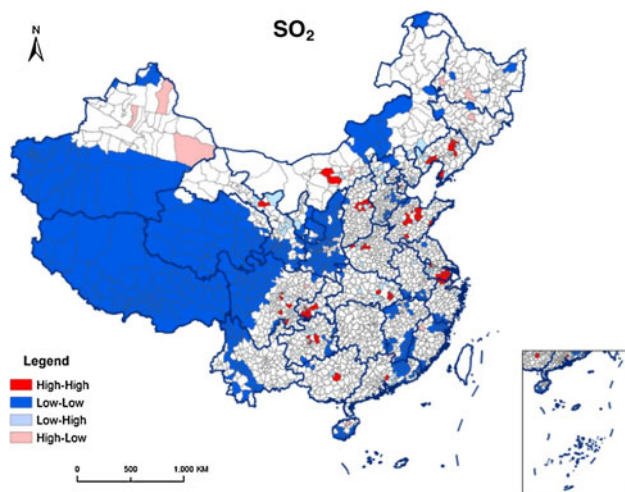 SO₂
N
Legend
High-High
Low-Low
Low-High
High-Low
0 500 1,000 KM